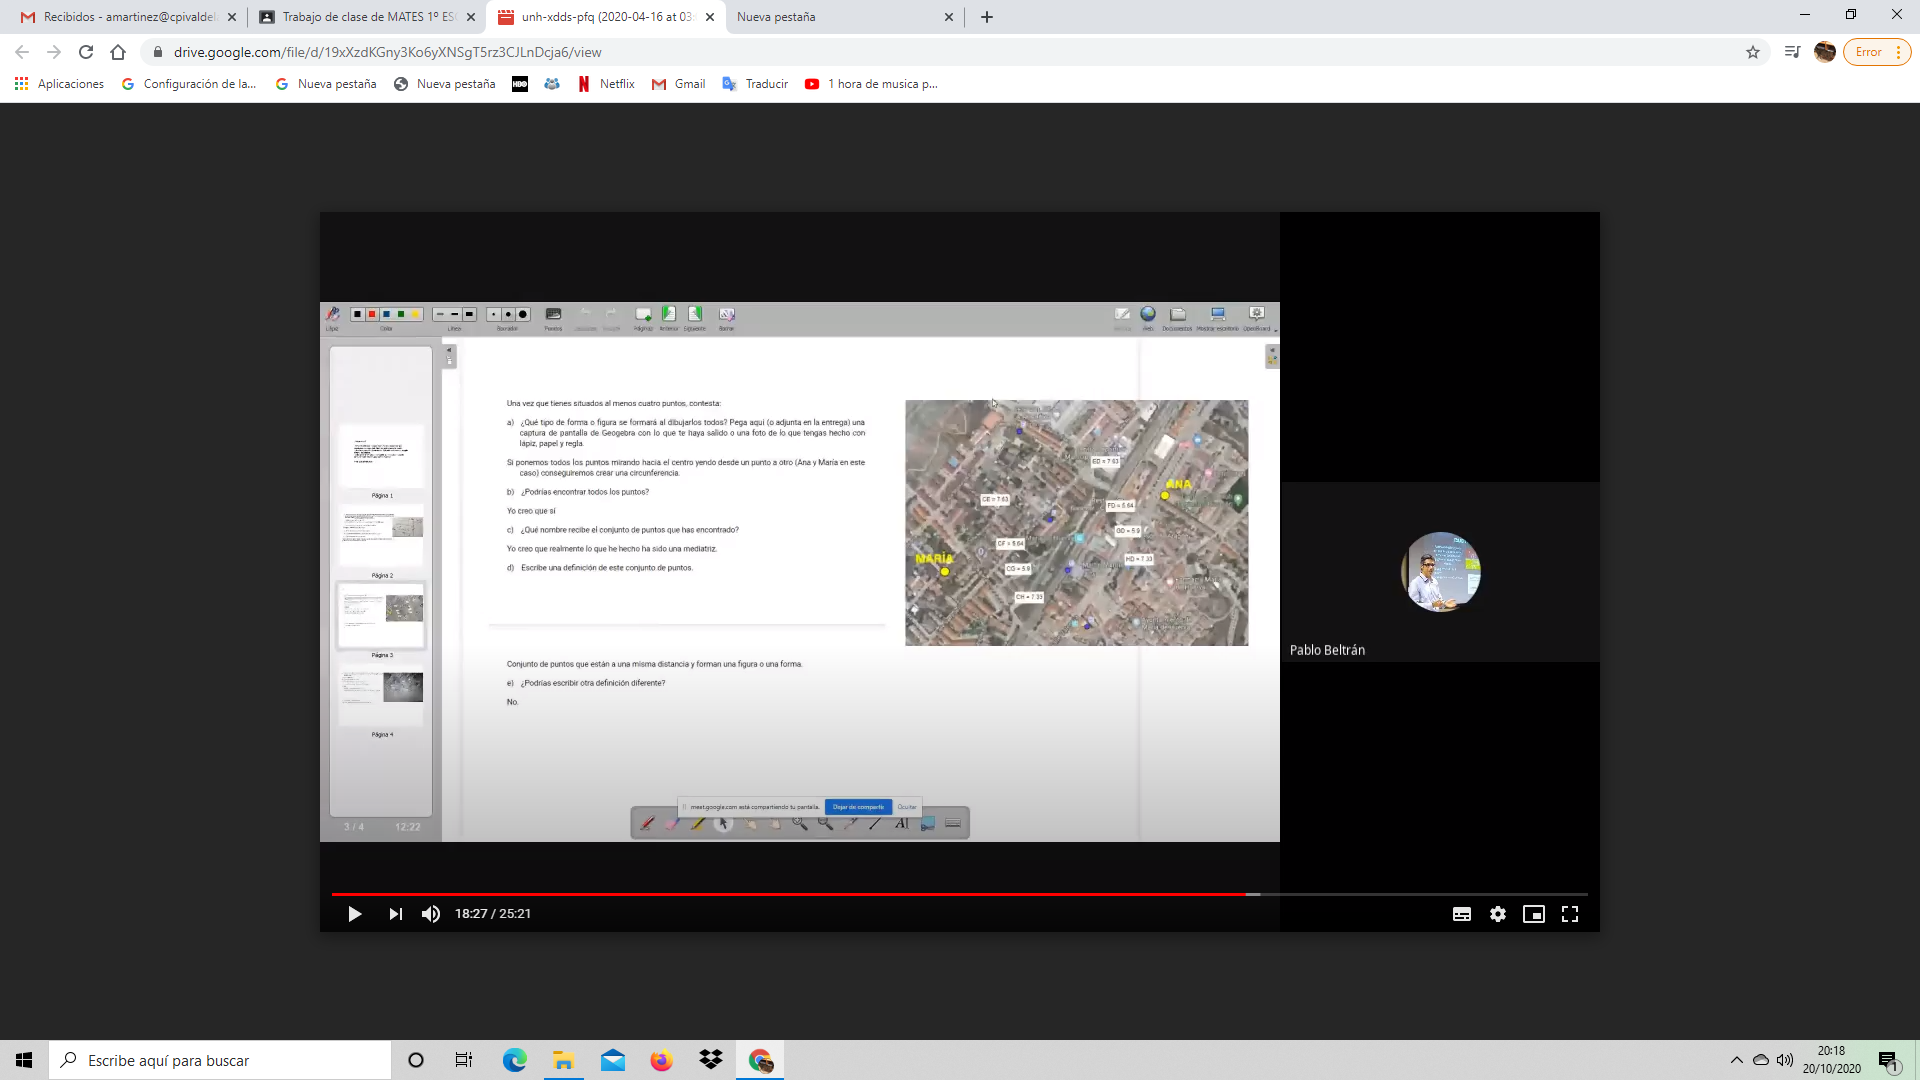 Recibidos - amartinez@cpivaldel
Trabajo de clase de MATES 1º ES
unh-xdds-pfq (2020-04-16 at 03:
Nueva pestaña
drive.google.com/file/d/19xXzdKGny3Ko6yXNSgT5rz3CJLnDcja6/view
Error
Aplicaciones
Configuración de la...
Nueva pestaña
Nueva pestaña
HBO
Netflix
Gmail
Traducir
1 hora de musica p...
Página 1
Página 2
Página 3
Página 4
3 / 4 12:22
Una vez que tienes situados al menos cuatro puntos, contesta:
a) ¿Qué tipo de forma o figura se formará al dibujarlos todos? Pega aquí (o adjunta en la entrega) una
captura de pantalla de Geogebra con lo que te haya salido o una foto de lo que tengas hecho con
lápiz, papel y regla.
Si ponemos todos los puntos mirando hacia el centro yendo desde un punto a otro (Ana y María en este
caso) conseguiremos crear una circunferencia.
b) ¿Podrías encontrar todos los puntos?
Yo creo que sí
c) ¿Qué nombre recibe el conjunto de puntos que has encontrado?
Yo creo que realmente lo que he hecho ha sido una mediatriz.
d) Escribe una definición de este conjunto de puntos.
Conjunto de puntos que están a una misma distancia y forman una figura o una forma.
e) ¿Podrías escribir otra definición diferente?
No.
ED = 7.63
ANA
CE = 7.63
FD = 5.64
GD = 5.9
CF = 5.64
HD = 7.33
MARÍA
CG = 5.9
CH = 7.33
meet.google.com está compartiendo tu pantalla.
Dejar de compartir
Ocultar
Pablo Beltrán
18:27 / 25:21
Escribe aquí para buscar
20:18
20/10/2020
1